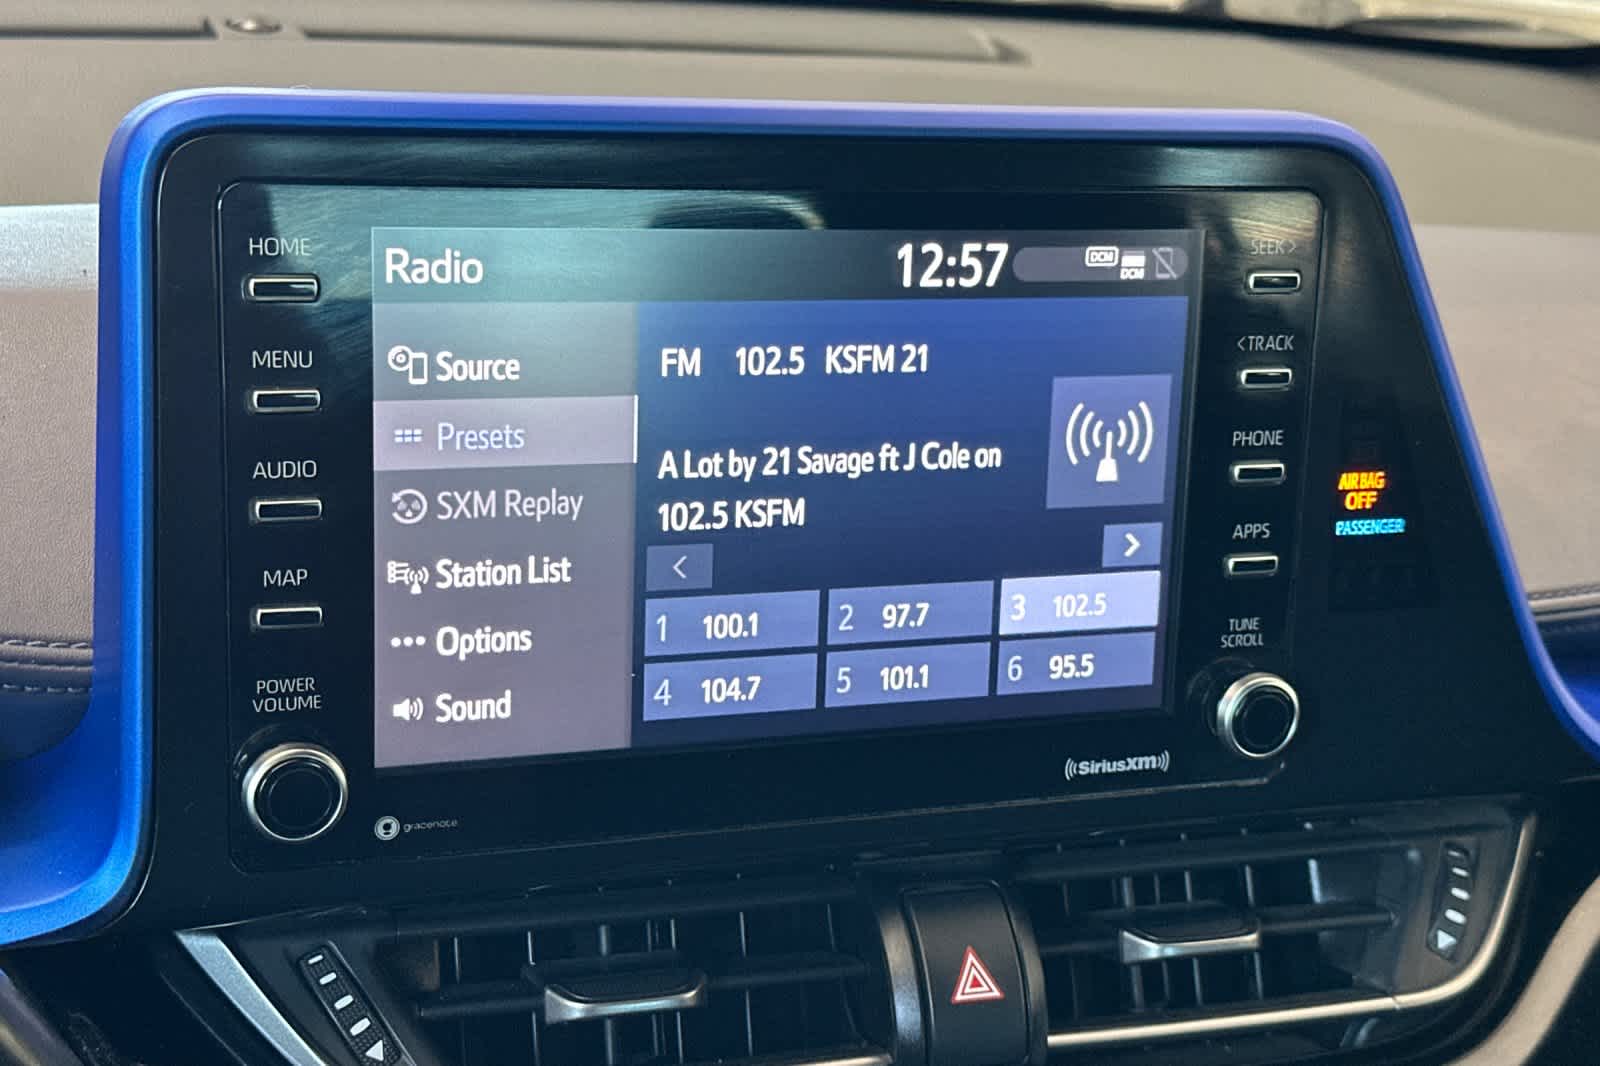 HOME
MENU
AUDIO
MAP
POWER
VOLUME
Radio
12:57
DCM
DCM
Source
Presets
SXM Replay
Station List
Options
Sound
FM 102.5 KSFM 21
A Lot by 21 Savage ft J Cole on
102.5 KSFM
<
>
1 100.1
2 97.7
3 102.5
4 104.7
5 101.1
6 95.5
SEEK >
< TRACK
PHONE
APPS
TUNE
SCROLL
AIR BAG
OFF
PASSENGER
SiriusXM
gracenote